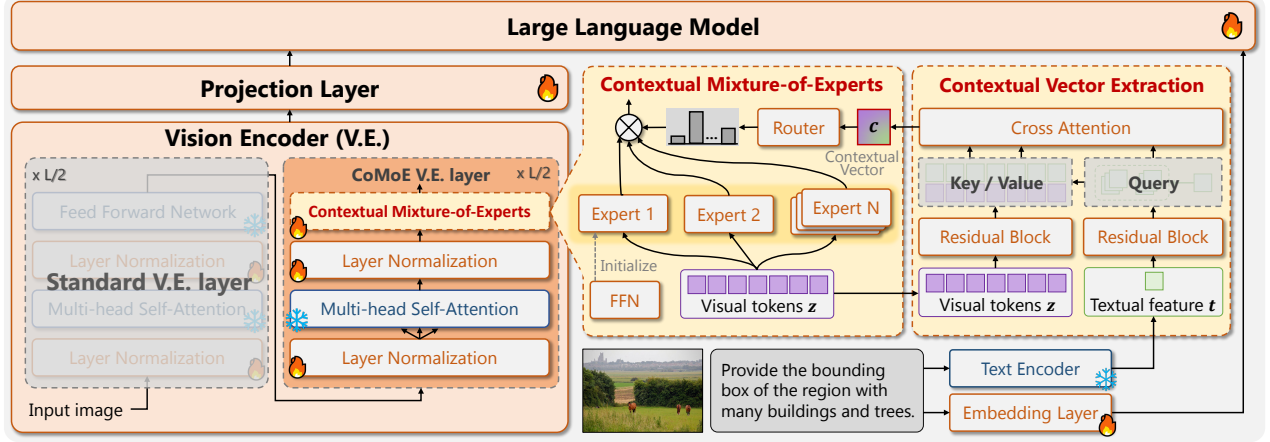 Large Language Model
Projection Layer
Vision Encoder (V.E.)
x L/2
Feed Forward Network
Layer Normalization
Standard V.E. layer
Multi-head Self-Attention
Layer Normalization
Input image
CoMoE V.E. layer
x L/2
Contextual Mixture-of-Experts
Layer Normalization
Multi-head Self-Attention
Layer Normalization
Contextual Mixture-of-Experts
...
Router
c
Contextual
Vector
Expert 1
Expert 2
Expert N
Initialize
FFN
Visual tokens z
Contextual Vector Extraction
Cross Attention
Key / Value
Query
Residual Block
Residual Block
Visual tokens z
Textual feature t
Provide the bounding
box of the region with
many buildings and trees.
Text Encoder
Embedding Layer